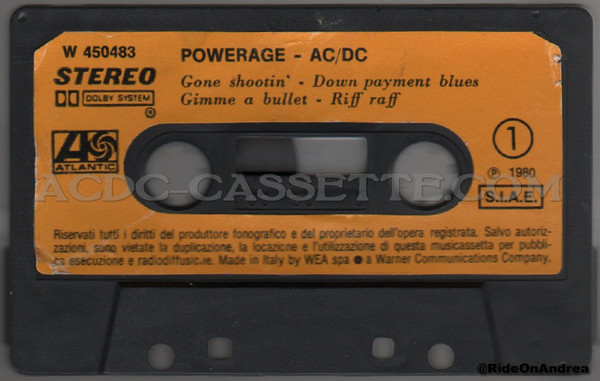 W 450483
POWERAGE - AC/DC
STEREO
DOLBY SYSTEM
®
Gone shootin' - Down payment blues
Gimme a bullet - Riff raff
ATLANTIC
1
℗ 1980
S.I.A.E.
ACDC-CASSETTE.COM
Riservati tutti i diritti del produttore fonografico e del proprietario dell'opera registrata. Salvo autoriz-
zazioni, sono vietate la duplicazione, la locazione e l'utilizzazione di questa musicassetta per pubbli-
ca esecuzione e radiodiffusione. Made in Italy by WEA spa ● a Warner Communications Company.
@RideOnAndrea